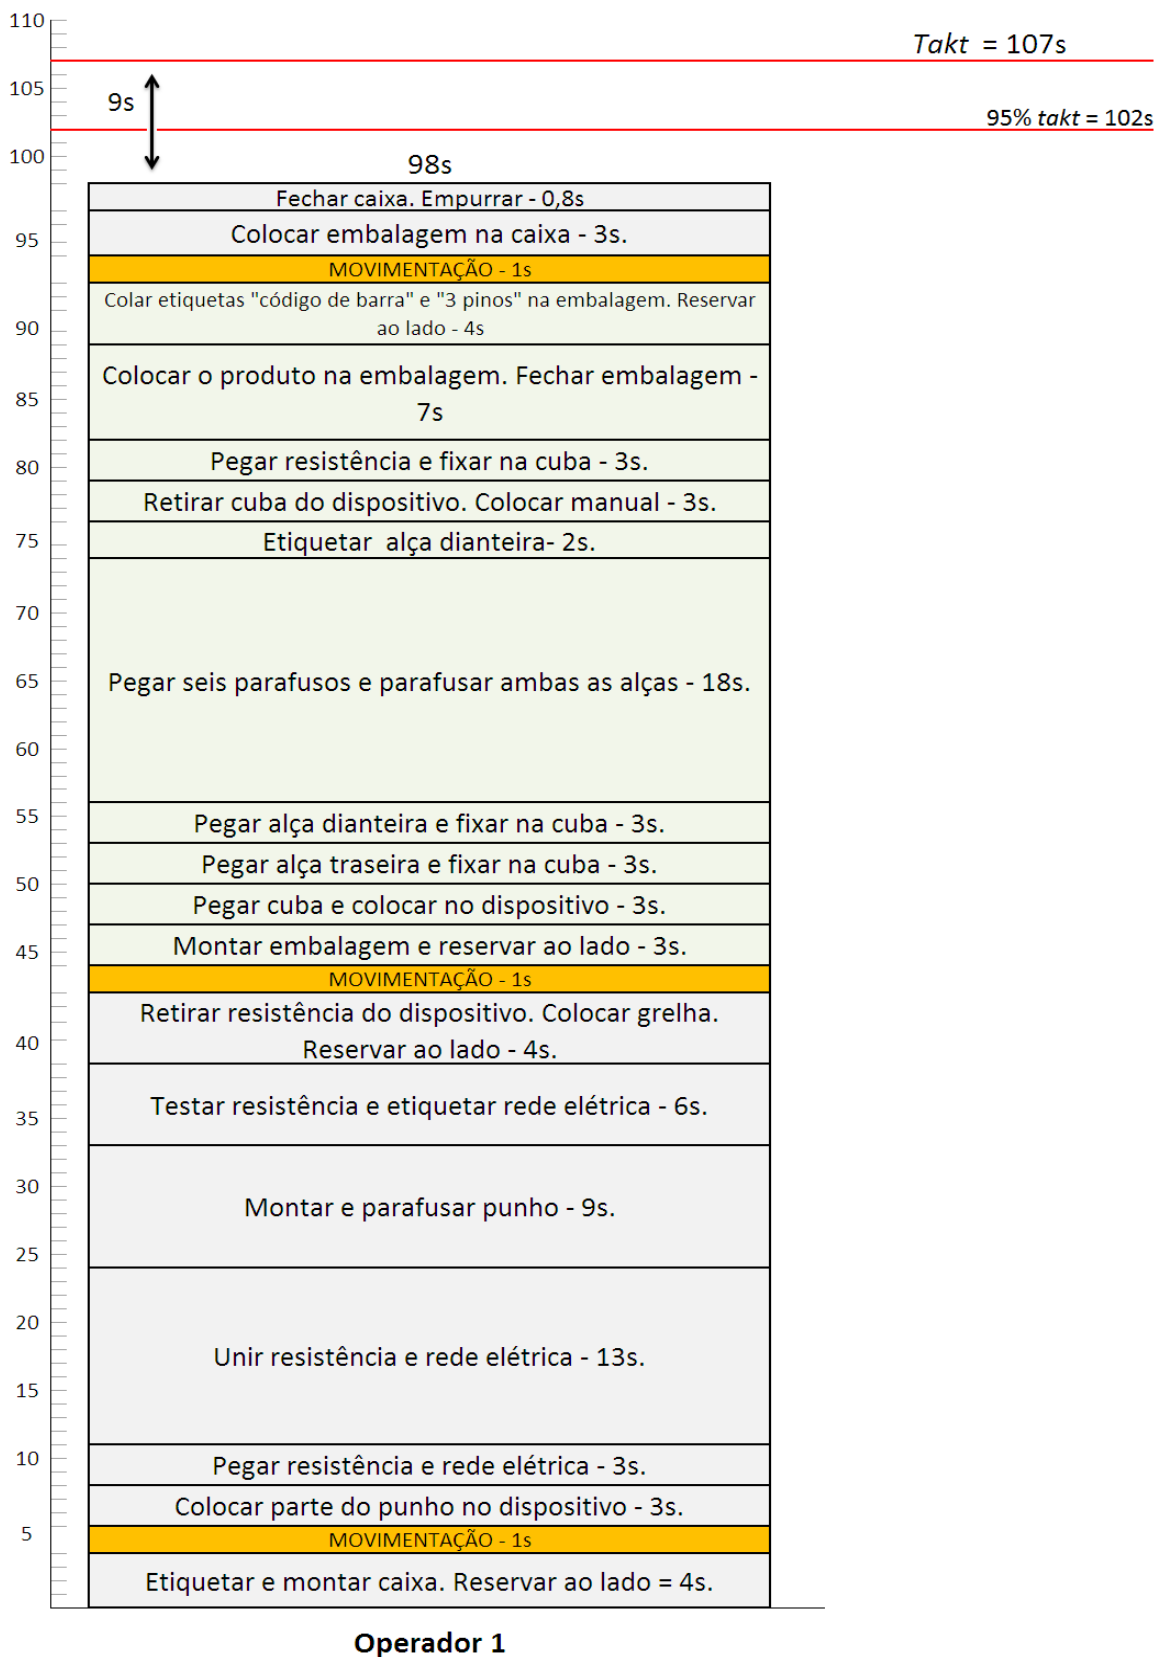 110
Takt = 107s
105
9s
95% takt = 102s
100
98s
Fechar caixa. Empurrar - 0,8s
95
Colocar embalagem na caixa - 3s.
MOVIMENTAÇÃO - 1s
Colar etiquetas "código de barra" e "3 pinos" na embalagem. Reservar
90
ao lado - 4s
Colocar o produto na embalagem. Fechar embalagem -
85
7s
80
Pegar resistência e fixar na cuba - 3s.
Retirar cuba do dispositivo. Colocar manual - 3s.
75
Etiquetar alça dianteira- 2s.
70
65
Pegar seis parafusos e parafusar ambas as alças - 18s.
60
55
Pegar alça dianteira e fixar na cuba - 3s.
Pegar alça traseira e fixar na cuba - 3s.
50
Pegar cuba e colocar no dispositivo - 3s.
45
Montar embalagem e reservar ao lado - 3s.
MOVIMENTAÇÃO - 1s
Retirar resistência do dispositivo. Colocar grelha.
40
Reservar ao lado - 4s.
Testar resistência e etiquetar rede elétrica - 6s.
35
30
Montar e parafusar punho - 9s.
25
20
Unir resistência e rede elétrica - 13s.
15
10
Pegar resistência e rede elétrica - 3s.
Colocar parte do punho no dispositivo - 3s.
5
MOVIMENTAÇÃO - 1s
Etiquetar e montar caixa. Reservar ao lado = 4s.
Operador 1